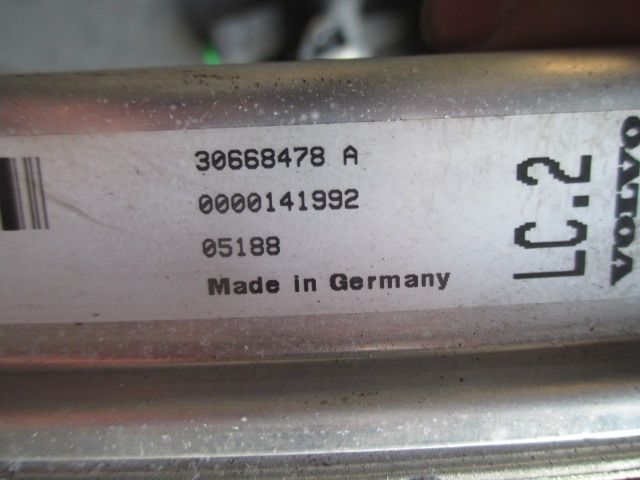 30668478 A
0000141992
05188
Made in Germany
LC.2
VOLVO